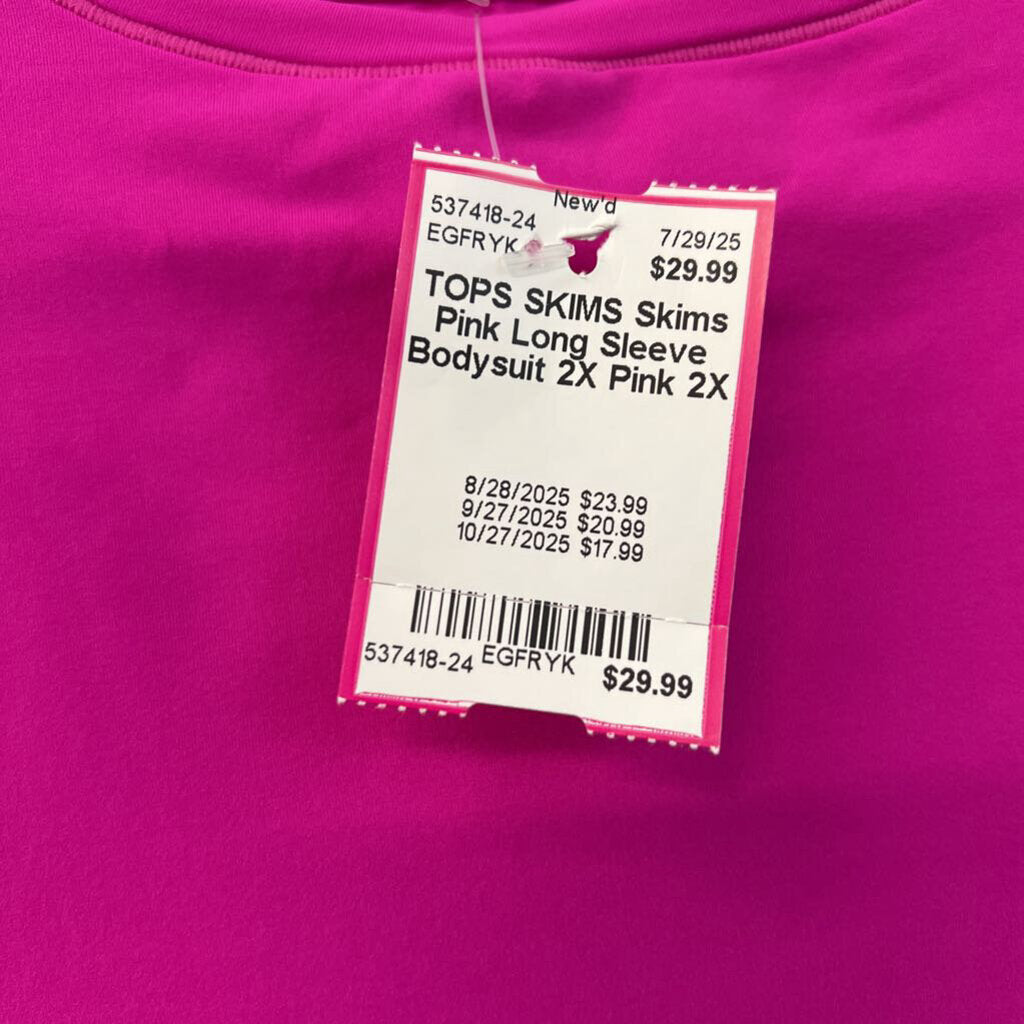 New'd
537418-24
7/29/25
EGFRYK
$29.99
TOPS SKIMS Skims
Pink Long Sleeve
Bodysuit 2X Pink 2X
8/28/2025 $23.99
9/27/2025 $20.99
10/27/2025 $17.99
537418-24 EGFRYK $29.99